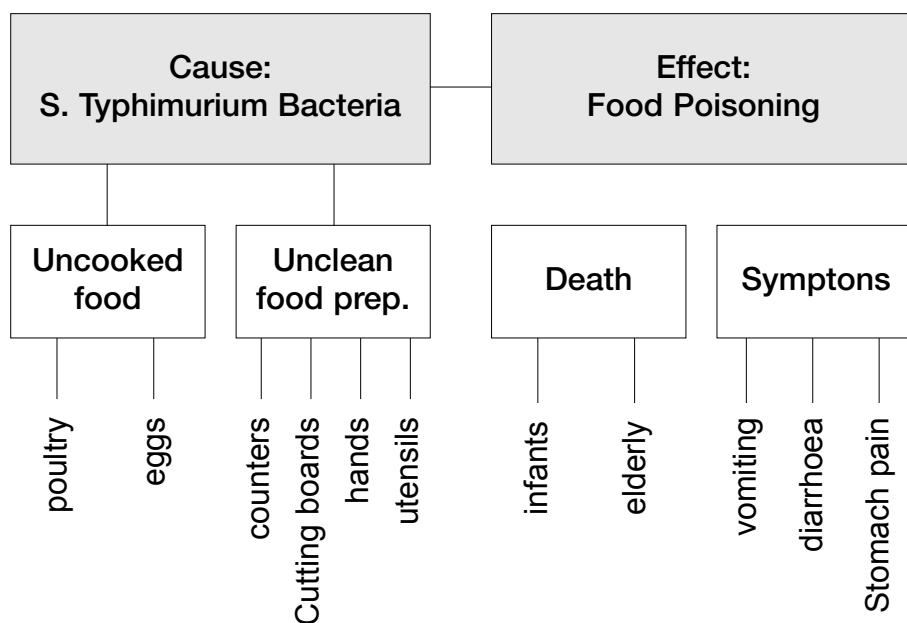 Cause:
S. Typhimurium Bacteria
Effect:
Food Poisoning
Uncooked
food
Unclean
food prep.
Death
Symptons
poultry
eggs
counters
Cutting boards
hands
utensils
infants
elderly
vomiting
diarrhoea
Stomach pain